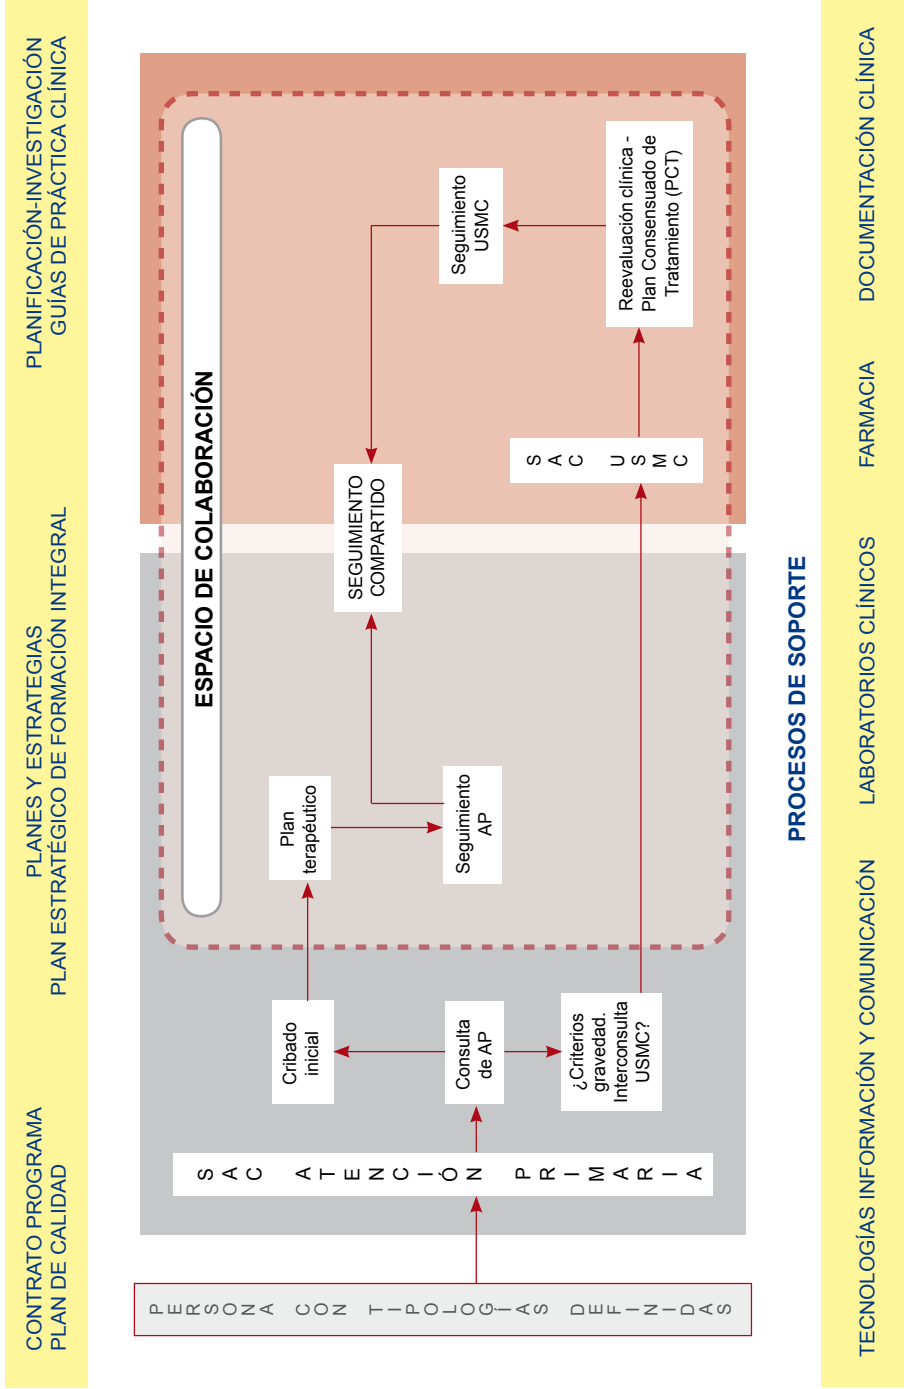 CONTRATO PROGRAMA
PLAN DE CALIDAD
PLANES Y ESTRATEGIAS
PLAN ESTRATÉGICO DE FORMACIÓN INTEGRAL
PLANIFICACIÓN-INVESTIGACIÓN
GUÍAS DE PRÁCTICA CLÍNICA
PERSONA CON TIPOLOGÍAS DEFINIDAS
SAC ATENCIÓN PRIMARIA
ESPACIO DE COLABORACIÓN
Cribado
inicial
Consulta
de AP
¿Criterios
gravedad.
Interconsulta
USMC?
Plan
terapéutico
Seguimiento
AP
SEGUIMIENTO
COMPARTIDO
SAC USMC
Seguimiento
USMC
Reevaluación clínica -
Plan Consensuado de
Tratamiento (PCT)
PROCESOS DE SOPORTE
TECNOLOGÍAS INFORMACIÓN Y COMUNICACIÓN
LABORATORIOS CLÍNICOS
FARMACIA
DOCUMENTACIÓN CLÍNICA